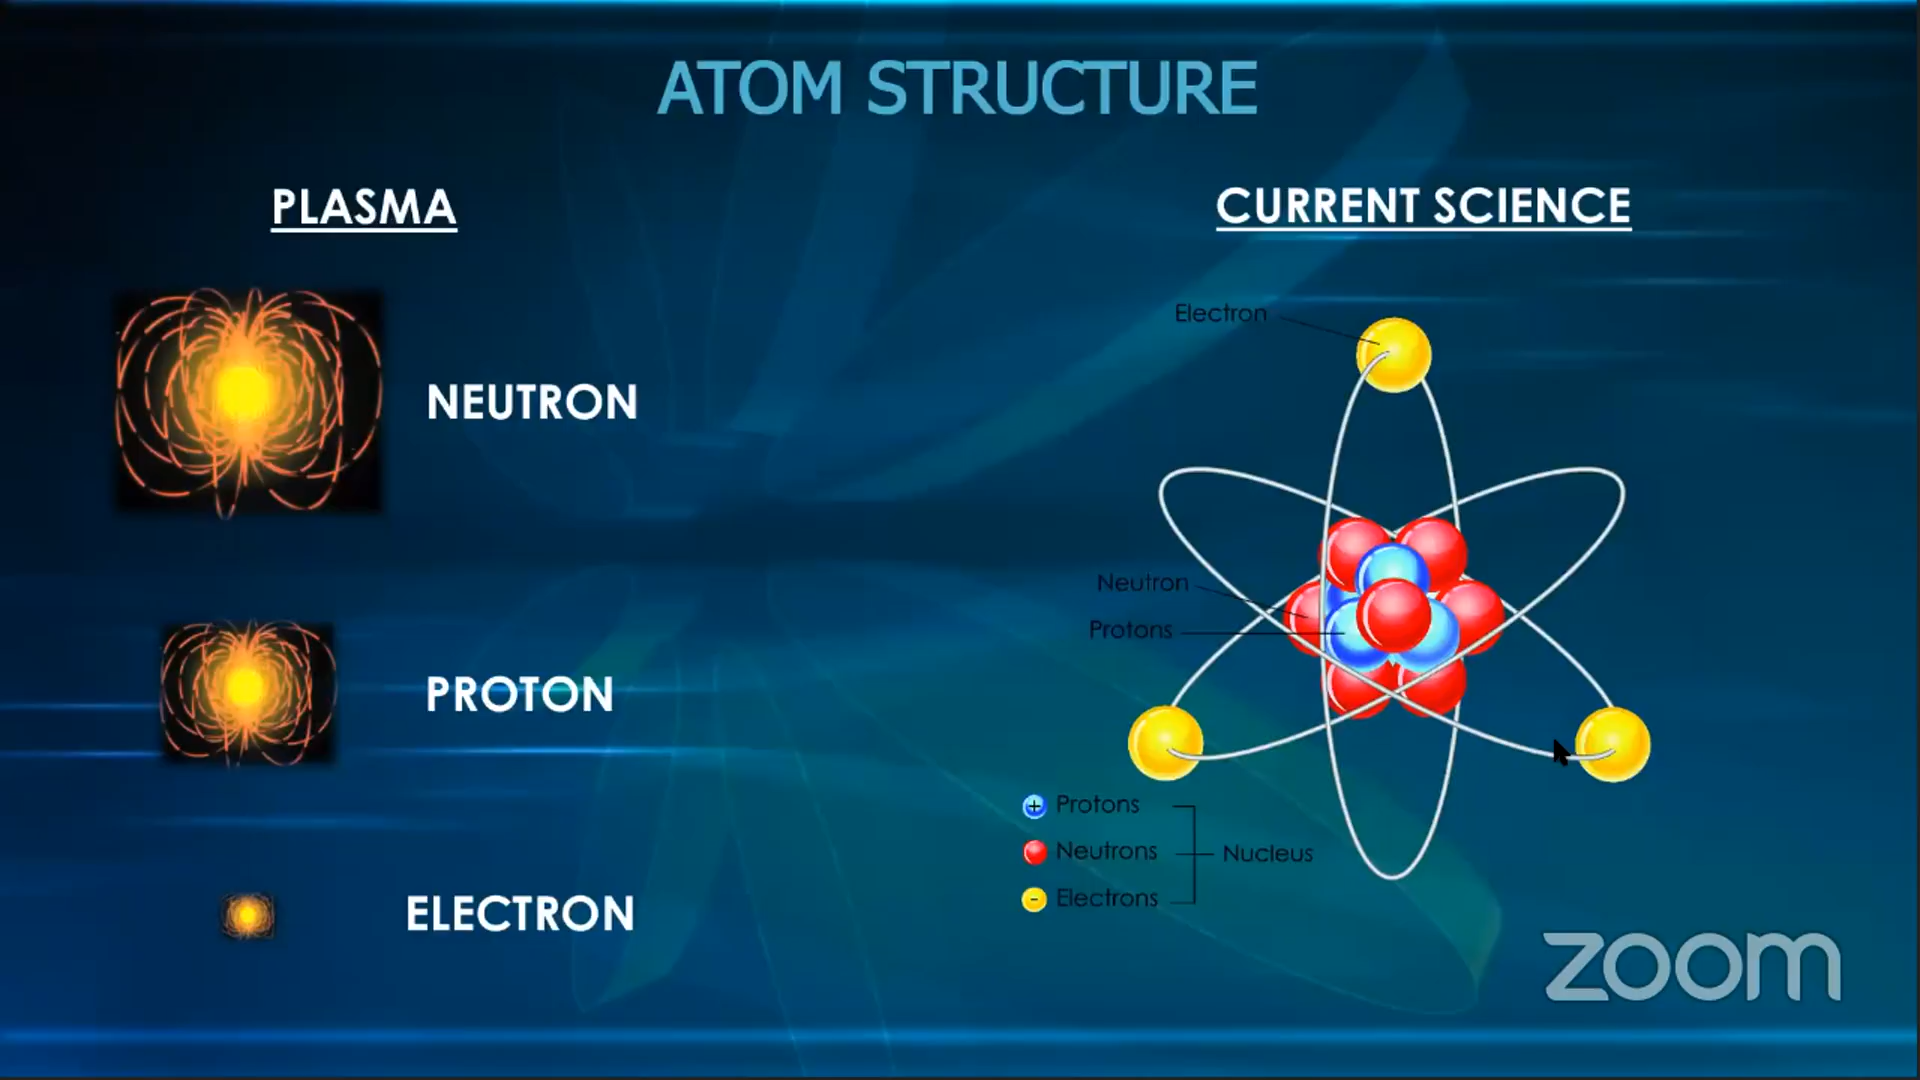 ATOM STRUCTURE
PLASMA
NEUTRON
PROTON
ELECTRON
CURRENT SCIENCE
Electron
Neutron
Protons
+ Protons
Neutrons
- Electrons
Nucleus
zoom